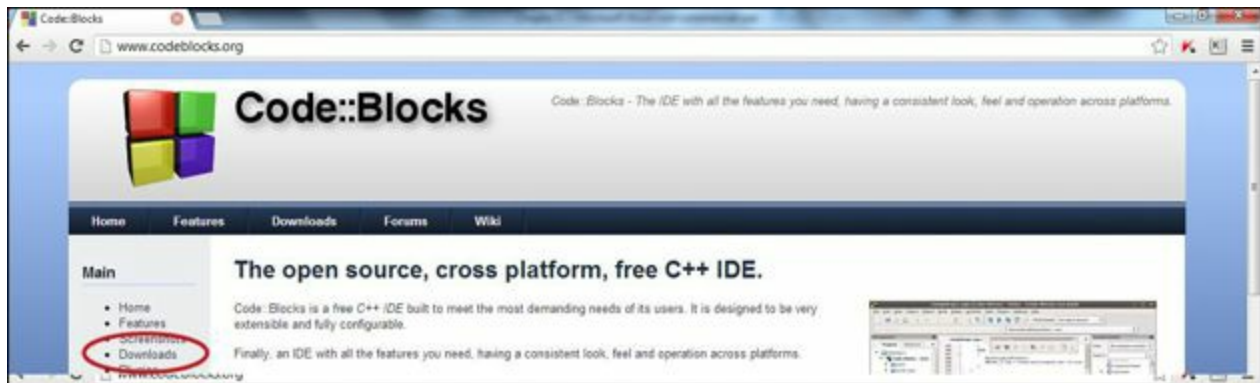 Code::Blocks
www.codeblocks.org
Code::Blocks
Code::Blocks - The IDE with all the features you need, having a consistent look, feel and operation across platforms.
Home Features Downloads Forums Wiki
Main
Home
Features
Screenshots
Downloads
The open source, cross platform, free C++ IDE.
Code::Blocks is a free C++ IDE built to meet the most demanding needs of its users. It is designed to be very
extensible and fully configurable.
Finally, an IDE with all the features you need, having a consistent look, feel and operation across platforms.
www.codeblocks.org